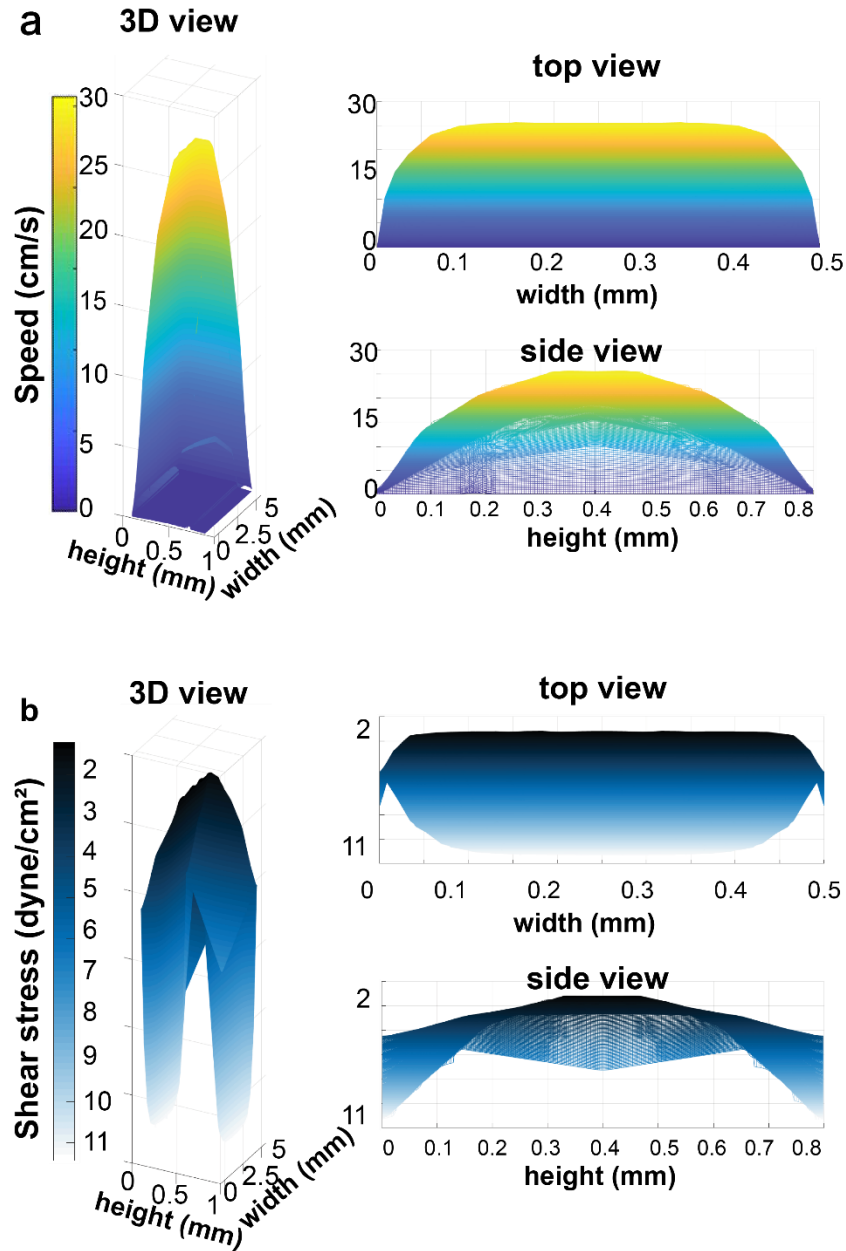 a
3D view
Speed (cm/s)
30
25
20
15
10
5
0
0
0.5
1
height (mm)
0
2.5
5
width (mm)
top view
30
15
0
0 0.1 0.2 0.3 0.4 0.5
width (mm)
side view
30
15
0
0 0.1 0.2 0.3 0.4 0.5 0.6 0.7 0.8
height (mm)
b
3D view
Shear stress (dyne/cm²)
2
3
4
5
6
7
8
9
10
11
0
0.5
1
height (mm)
0
2.5
5
width (mm)
top view
2
11
0 0.1 0.2 0.3 0.4 0.5
width (mm)
side view
2
11
0 0.1 0.2 0.3 0.4 0.5 0.6 0.7 0.8
height (mm)